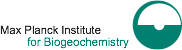 Max Planck Institute
for Biogeochemistry